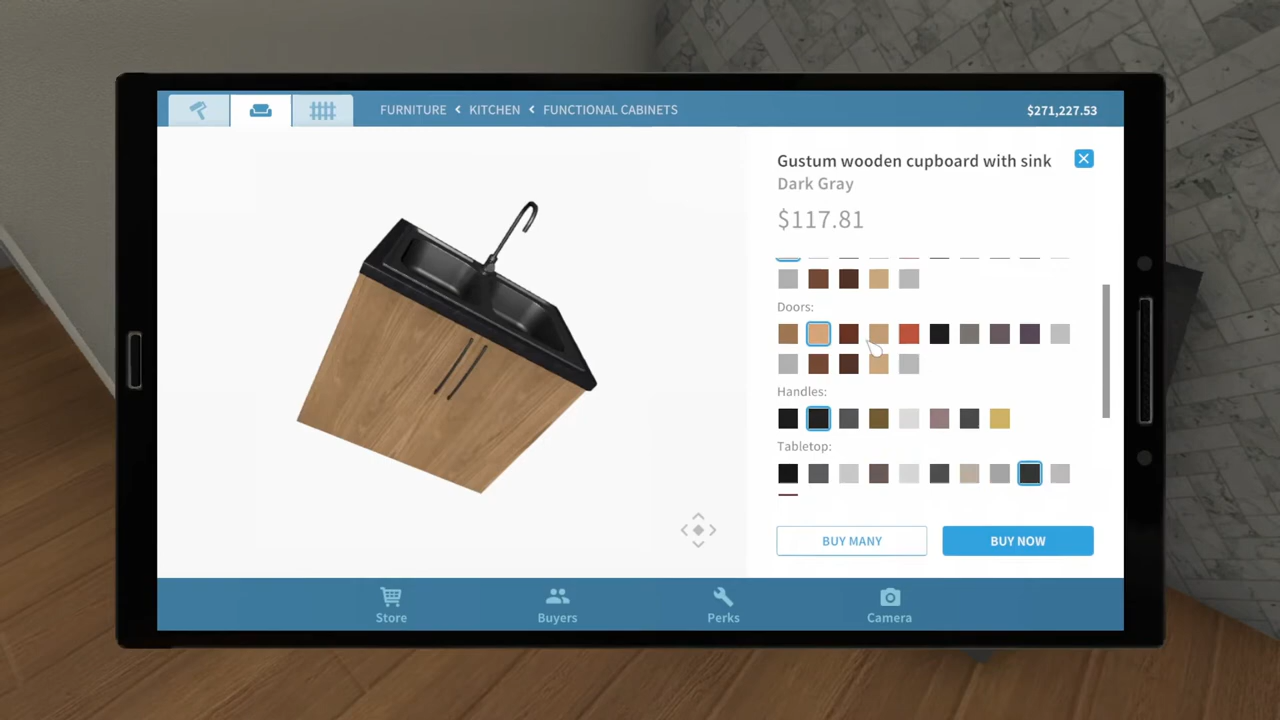 FURNITURE < KITCHEN < FUNCTIONAL CABINETS
$271,227.53
Gustum wooden cupboard with sink
Dark Gray
$117.81
Doors:
Handles:
Tabletop:
BUY MANY
BUY NOW
Store
Buyers
Perks
Camera